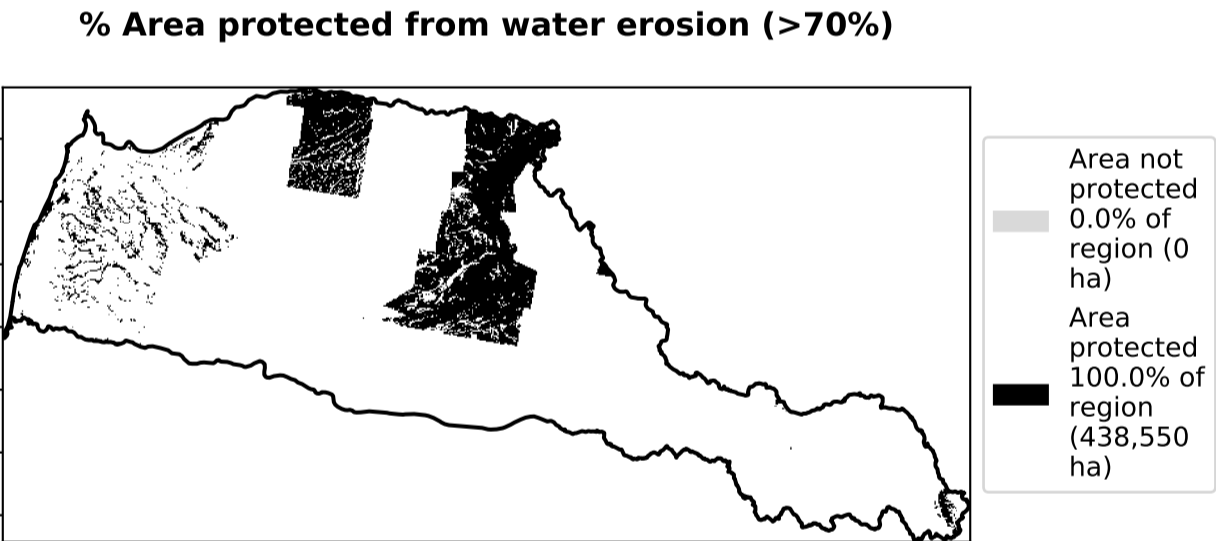 % Area protected from water erosion (>70%)
Area not
protected
0.0% of
region (0
ha)
Area
protected
100.0% of
region
(438,550
ha)